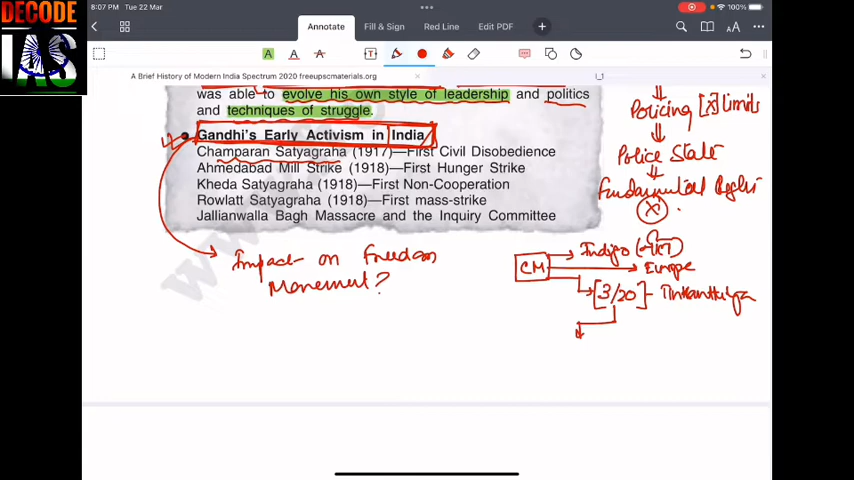 DECODE
IAS
8:07 PM Tue 22 Mar
100%
Annotate Fill & Sign Red Line Edit PDF
A Brief History of Modern India Spectrum 2020 freeupscmaterials.org
was able to evolve his own style of leadership and politics
and techniques of struggle.
Gandhi's Early Activism in India
Champaran Satyagraha (1917)—First Civil Disobedience
Ahmedabad Mill Strike (1918)—First Hunger Strike
Kheda Satyagraha (1918)—First Non-Cooperation
Rowlatt Satyagraha (1918)—First mass-strike
Jallianwalla Bagh Massacre and the Inquiry Committee
Impact on Freedom
Movement?
Policing [x] Limits
Police State
Fundamental Rights
X
CM
Indigo
Europe
[3/20]-
www